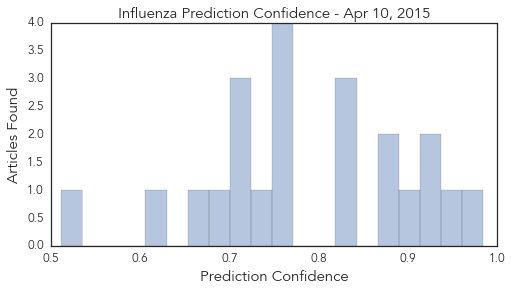 Influenza Prediction Confidence - Apr 10, 2015
4.0
3.5
3.0
2.5
2.0
1.5
1.0
0.5
0.0
Articles Found
0.5 0.6 0.7 0.8 0.9 1.0
Prediction Confidence